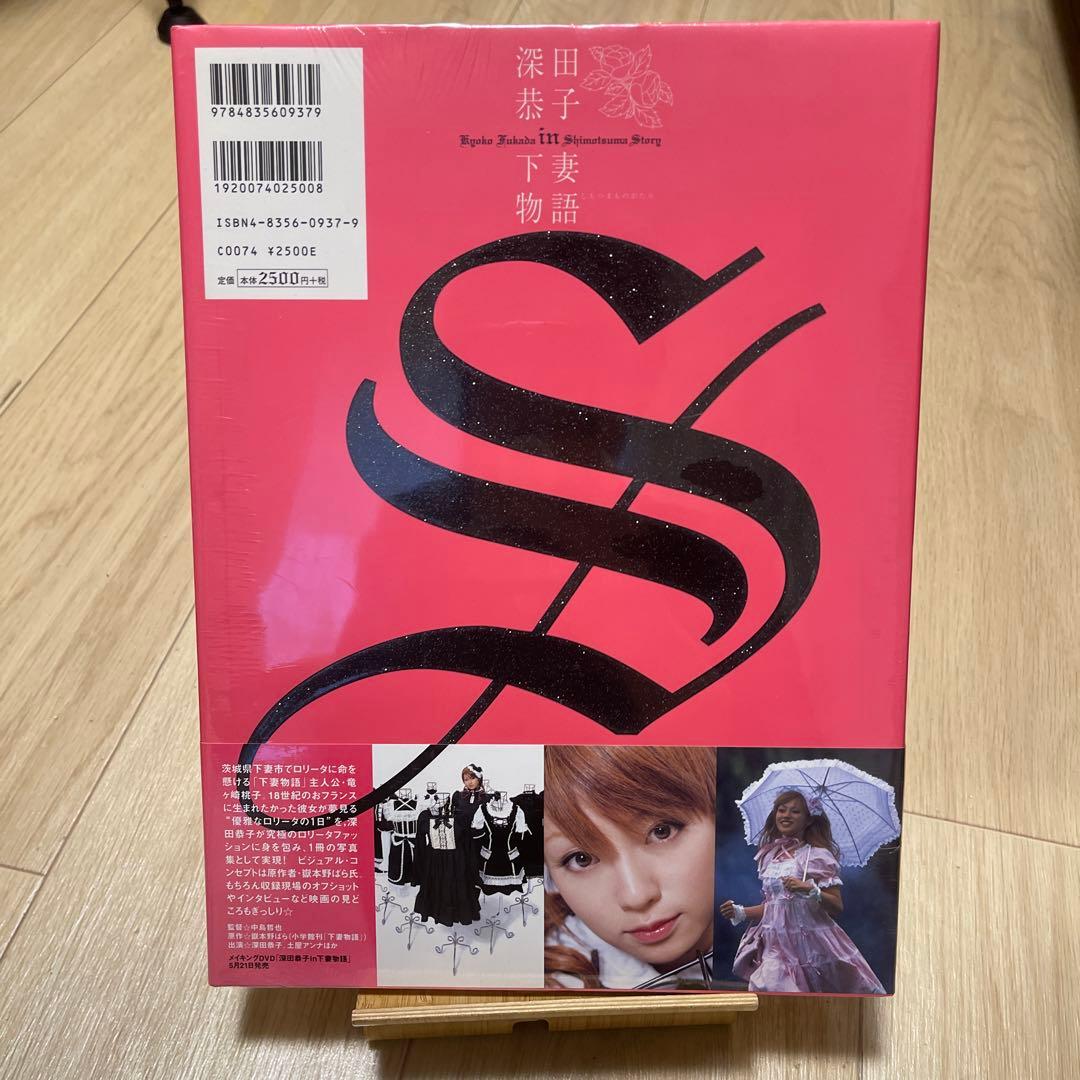 9784835609379
1920074025008
ISBN4-8356-0937-9
C0074 ¥2500E
定価 本体2500円+税
深田
恭子
Kyoko Fukada in Shimotsuma Story
下妻
物語
しもつまものがたり
茨城県下妻市でロリータに命を
懸ける「下妻物語」主人公・竜
ヶ崎桃子。18世紀のおフランス
に生まれたかった彼女が夢見る
“優雅なロリータの1日”を、深
田恭子が究極のロリータファッ
ションに身を包み、1冊の写真
集として実現! ビジュアル・コ
ンセプトは原作者・嶽本野ばら氏。
もちろん収録現場のオフショット
やインタビューなど映画の見ど
ころもぎっしり☆
監督☆中島哲也
原作☆嶽本野ばら(小学館刊「下妻物語」)
出演☆深田恭子、土屋アンナほか
メイキングDVD「深田恭子in下妻物語」
5月21日発売
S